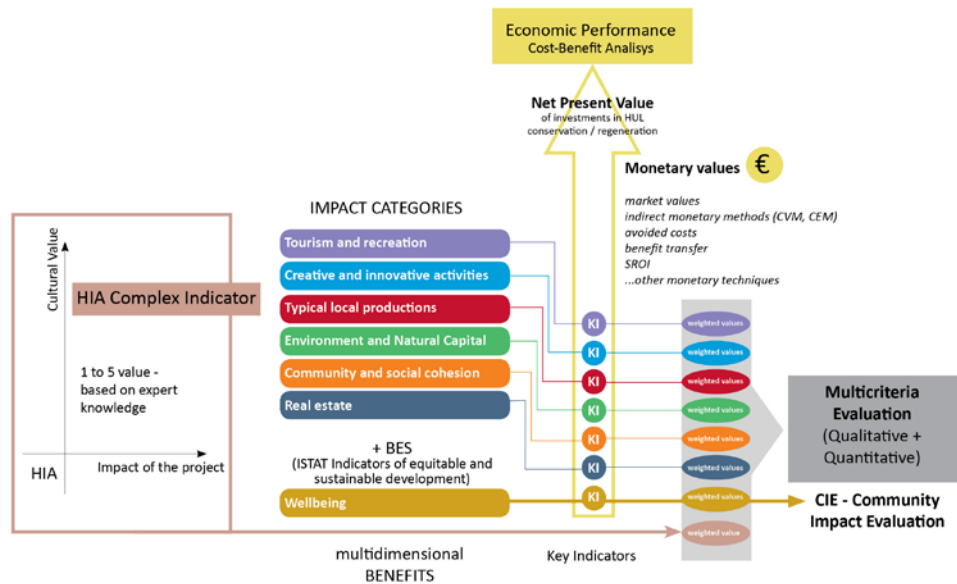 Economic Performance
Cost-Benefit Analisys
Net Present Value
of investments in HUL
conservation / regeneration
Monetary values €
market values
indirect monetary methods (CVM, CEM)
avoided costs
benefit transfer
SROI
...other monetary techniques
IMPACT CATEGORIES
Cultural Value
HIA Complex Indicator
1 to 5 value -
based on expert
knowledge
HIA
Impact of the project
Tourism and recreation
Creative and innovative activities
Typical local productions
Environment and Natural Capital
Community and social cohesion
Real estate
+ BES
(ISTAT Indicators of equitable and
sustainable development)
Wellbeing
KI
KI
KI
KI
KI
KI
KI
weighted values
weighted values
weighted values
weighted values
weighted values
weighted values
weighted values
weighted value
Multicriteria
Evaluation
(Qualitative +
Quantitative)
CIE - Community
Impact Evaluation
multidimensional
BENEFITS
Key Indicators